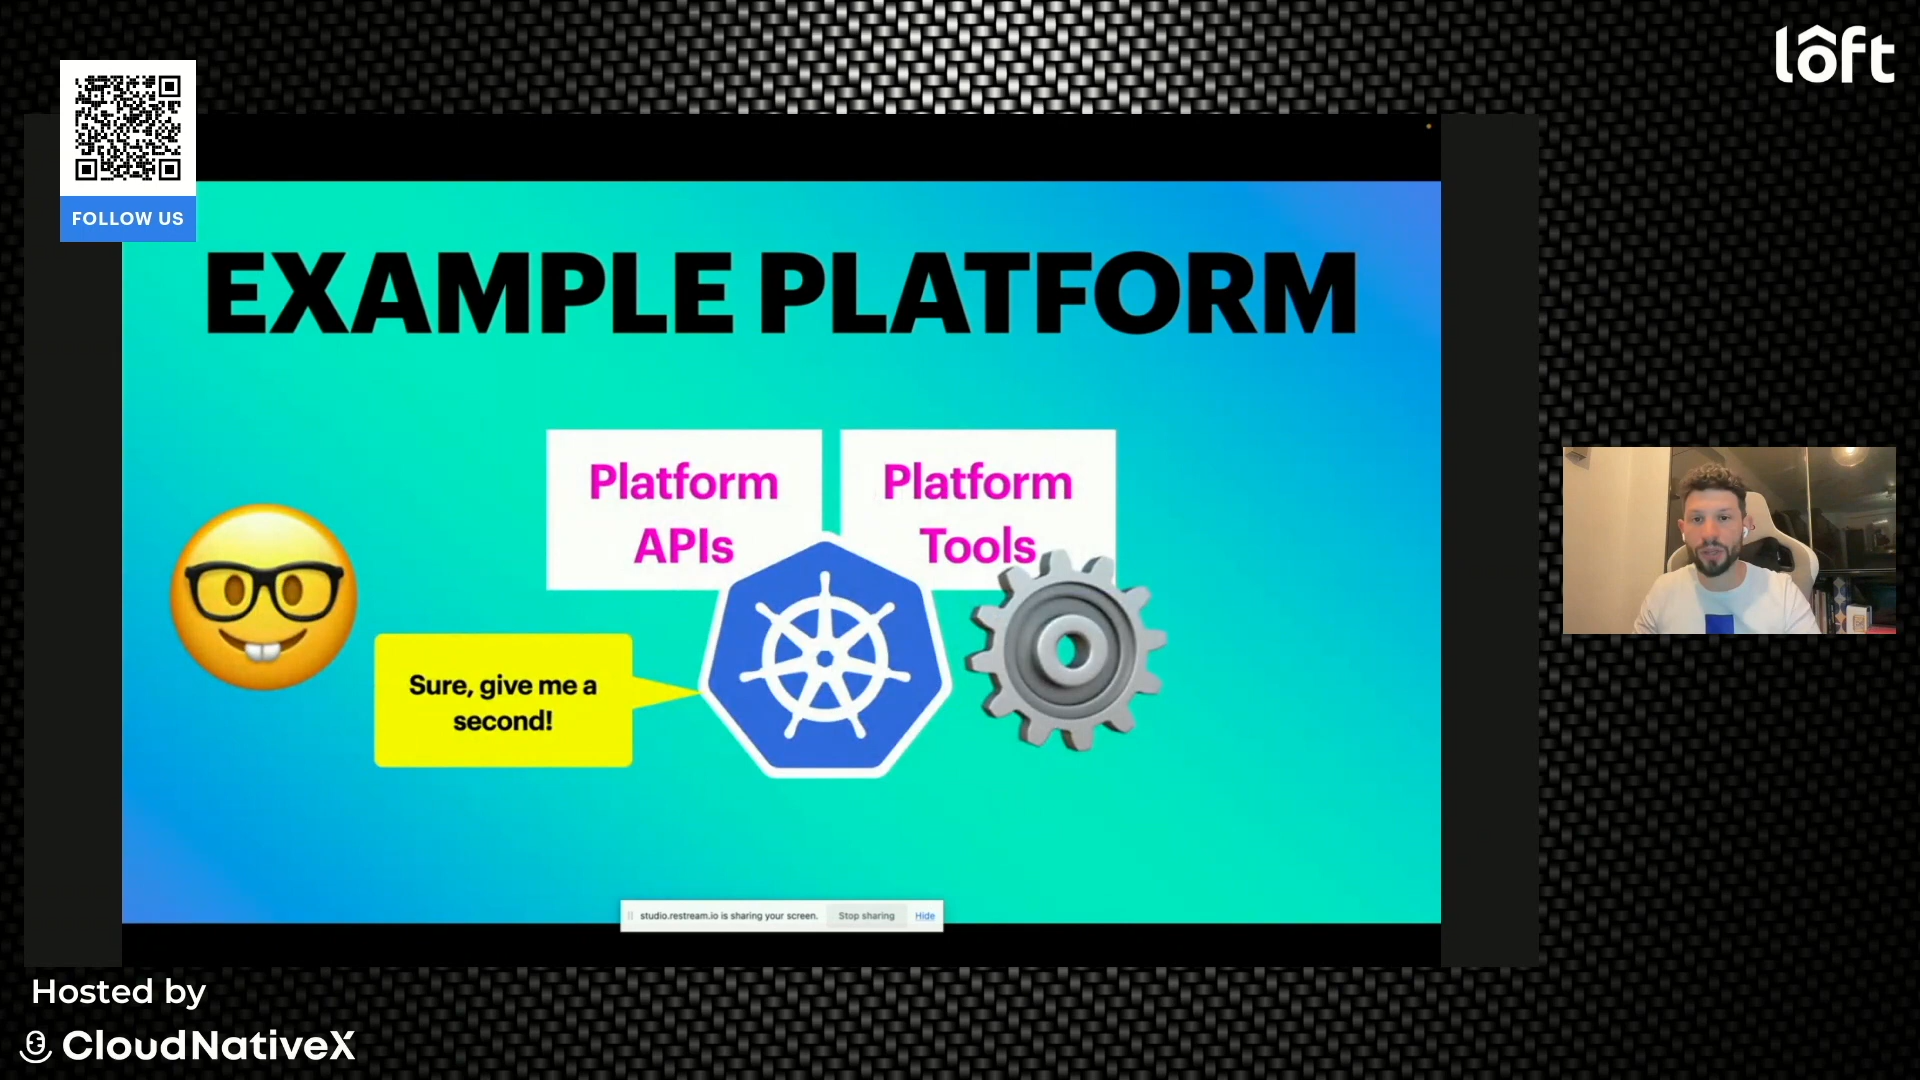 lôft
FOLLOW US
EXAMPLE PLATFORM
Platform
APIs
Platform
Tools
Sure, give me a
second!
studio.restream.io is sharing your screen.
Stop sharing
Hide
Hosted by
CloudNativeX